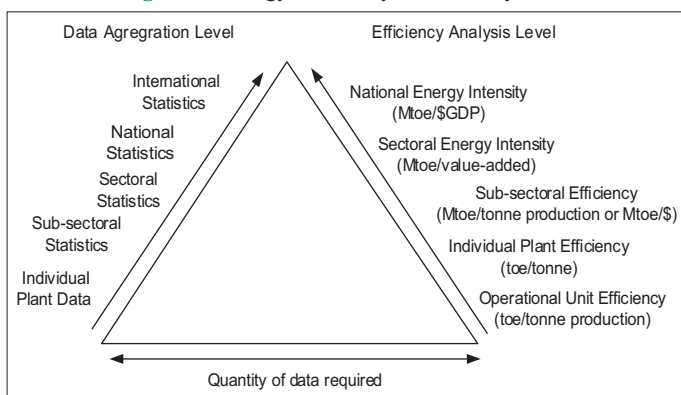 Data Agregration Level
Efficiency Analysis Level
International
Statistics
National
Statistics
Sectoral
Statistics
Sub-sectoral
Statistics
Individual
Plant Data
National Energy Intensity
(Mtoe/$GDP)
Sectoral Energy Intensity
(Mtoe/value-added)
Sub-sectoral Efficiency
(Mtoe/tonne production or Mtoe/$)
Individual Plant Efficiency
(toe/tonne)
Operational Unit Efficiency
(toe/tonne production)
Quantity of data required